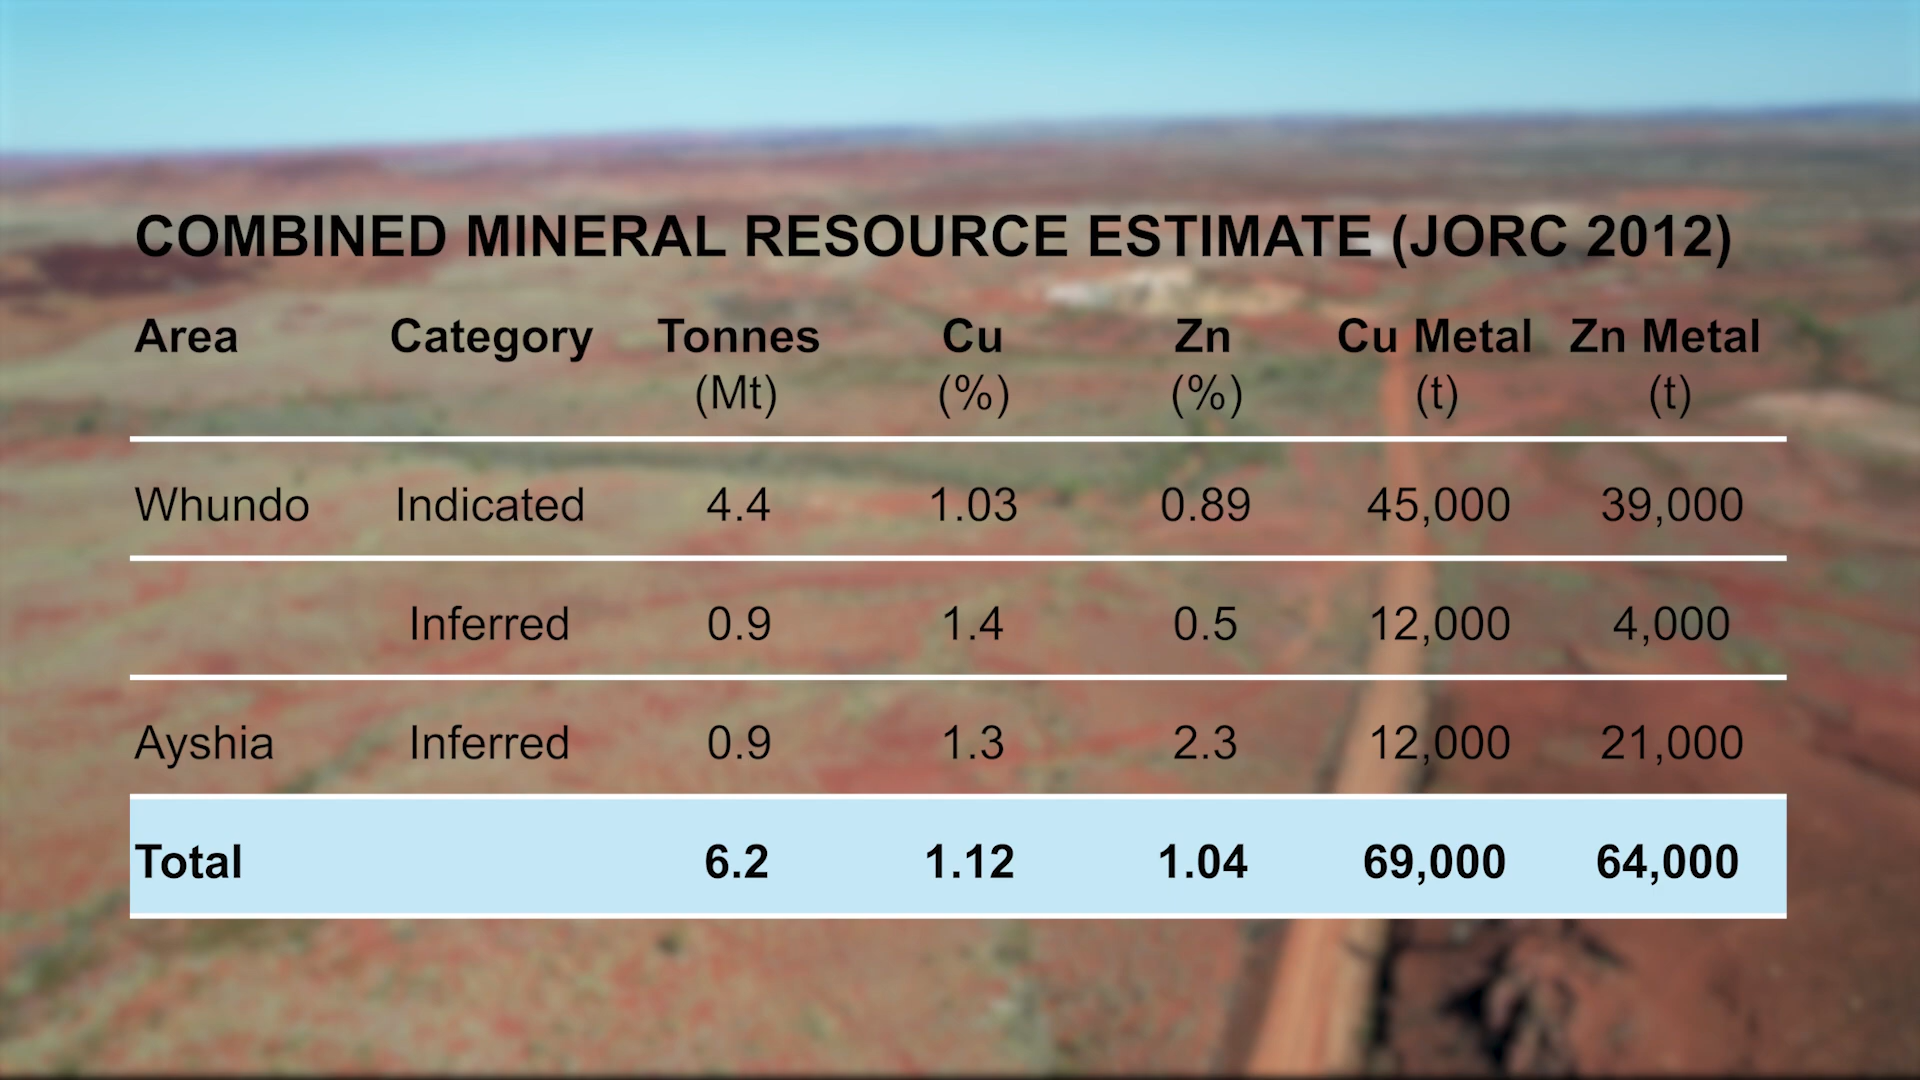 COMBINED MINERAL RESOURCE ESTIMATE (JORC 2012)
Area Category Tonnes Cu Zn Cu Metal Zn Metal
(Mt) (%) (%) (t) (t)
Whundo Indicated 4.4 1.03 0.89 45,000 39,000
Inferred 0.9 1.4 0.5 12,000 4,000
Ayshia Inferred 0.9 1.3 2.3 12,000 21,000
Total 6.2 1.12 1.04 69,000 64,000